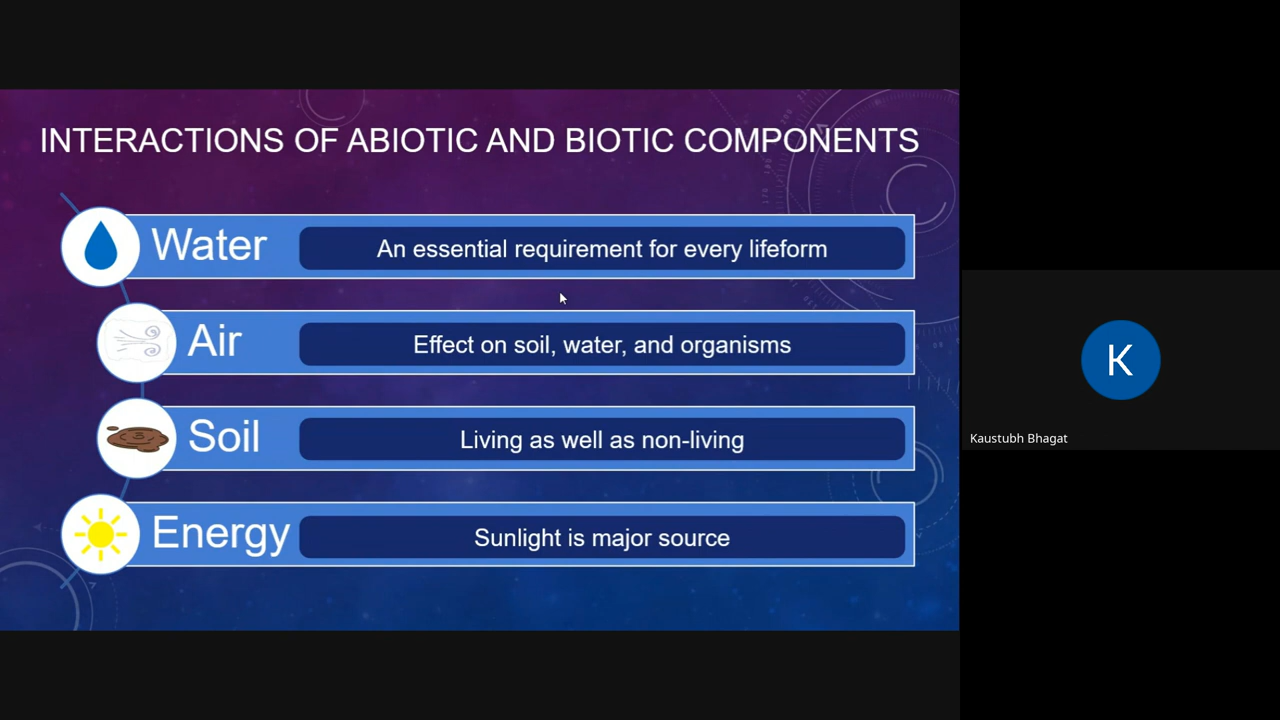 INTERACTIONS OF ABIOTIC AND BIOTIC COMPONENTS
Water
An essential requirement for every lifeform
Air
Effect on soil, water, and organisms
Soil
Living as well as non-living
Energy
Sunlight is major source
K
Kaustubh Bhagat